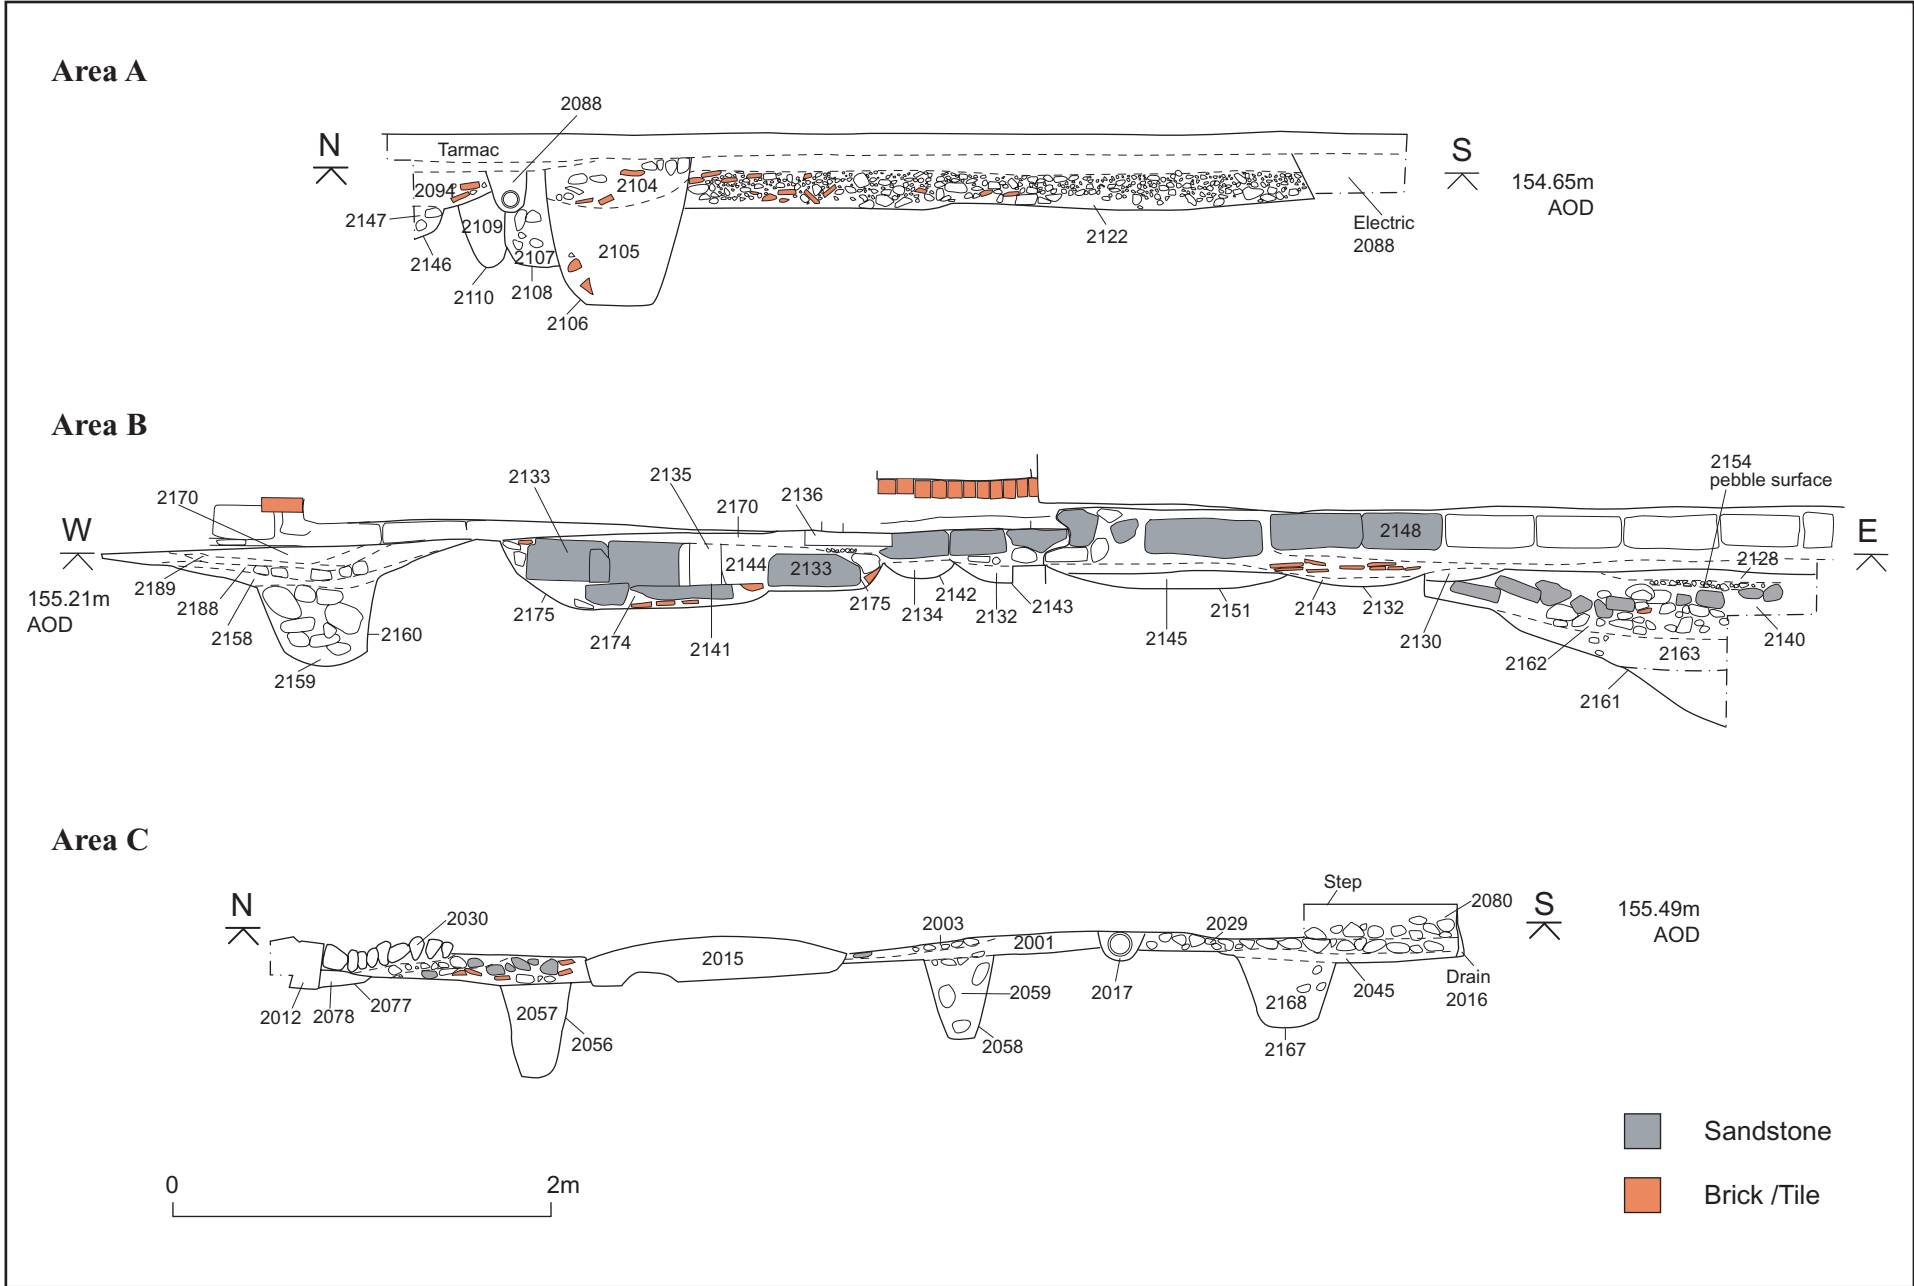 Area A
2088
N
Tarmac
S
154.65m
AOD
2094
2104
2147
2109
2107
2105
2122
Electric
2088
2146
2110
2108
2106
Area B
2133
2135
2170
2136
2170
2154
pebble surface
W
E
2148
2128
2189
2188
2144
2133
155.21m
AOD
2158
2160
2159
2175
2174
2141
2175
2134
2142
2132
2143
2145
2151
2143
2132
2130
2162
2163
2140
2161
Area C
Step
N
2030
2003
2029
2080
S
155.49m
AOD
2001
2015
2012
2078
2077
2057
2056
2059
2058
2017
2168
2167
2045
Drain
2016
Sandstone
0
2m
Brick /Tile